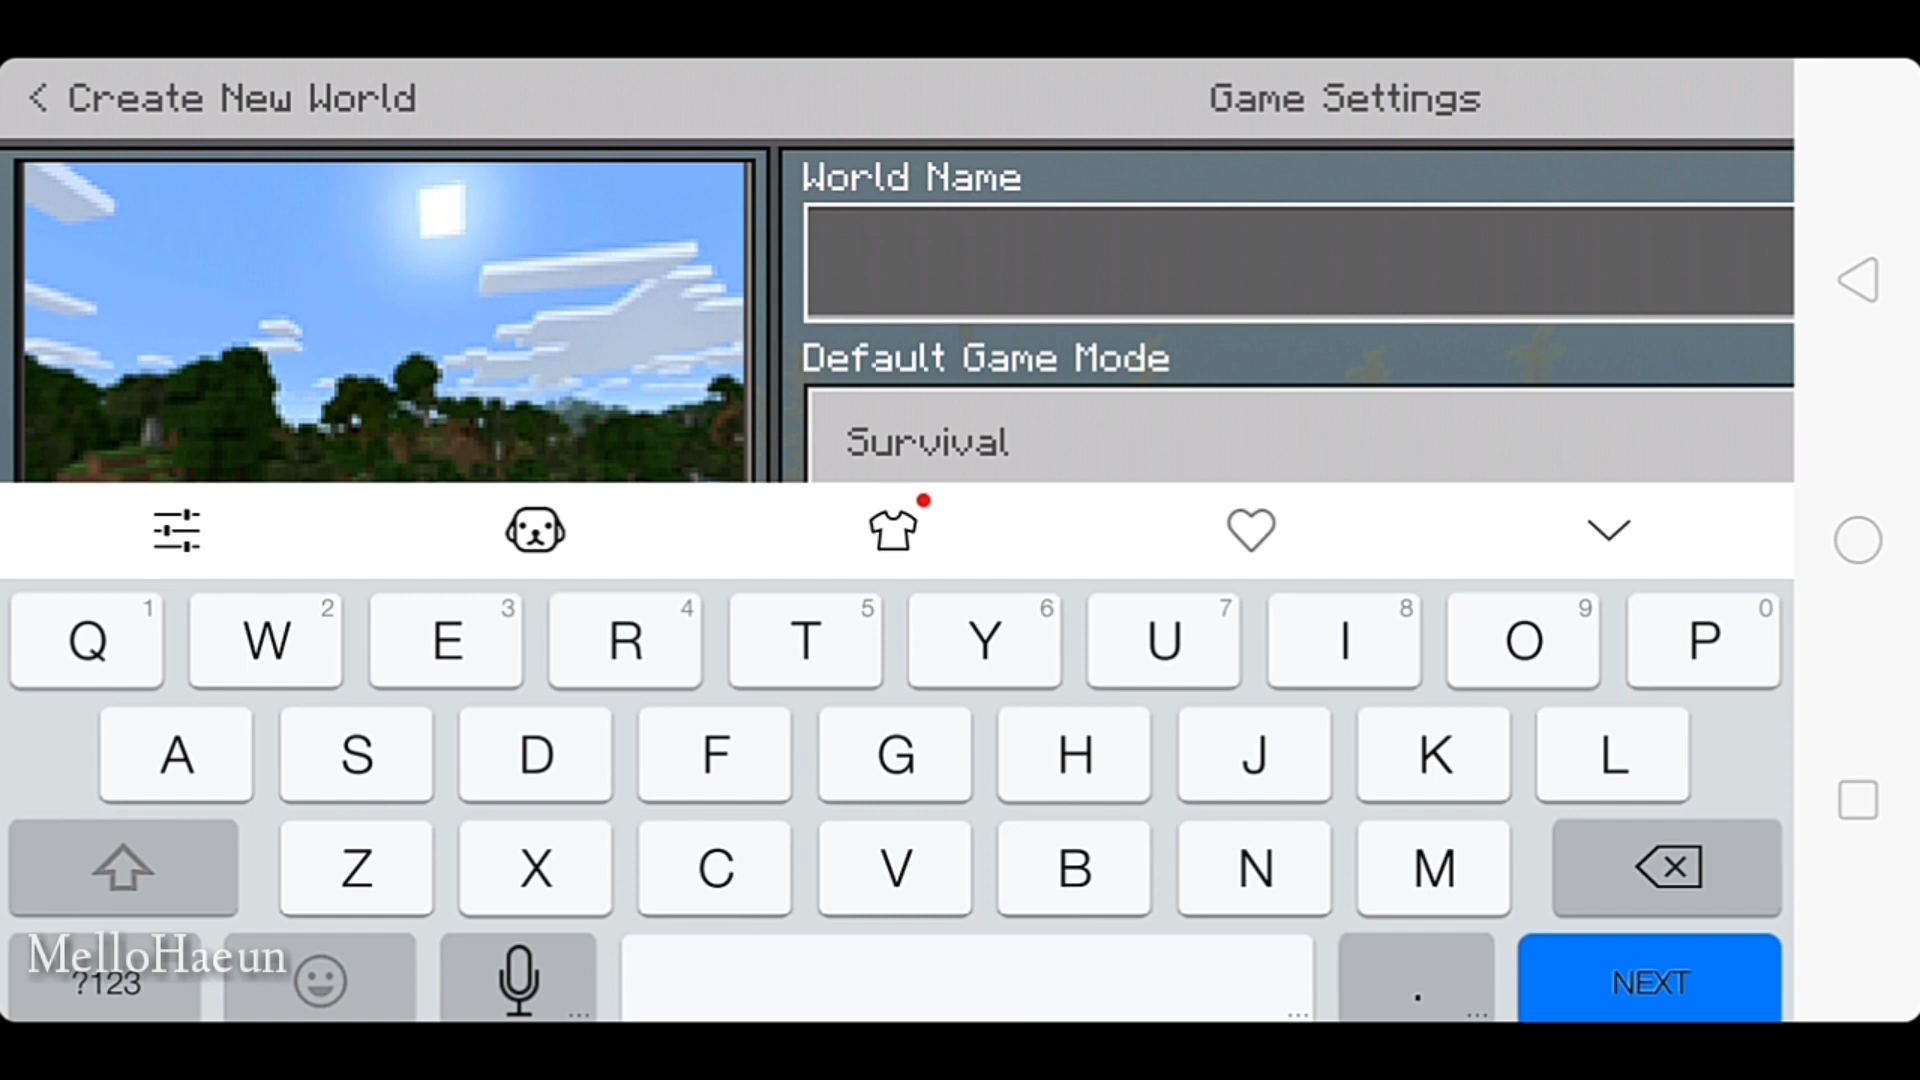 Create New World
Game Settings
World Name
Default Game Mode
Survival
1 2 3 4 5 6 7 8 9 0
Q W E R T Y U I O P
A S D F G H J K L
Z X C V B N M
MelloHaeun
?123 . NEXT